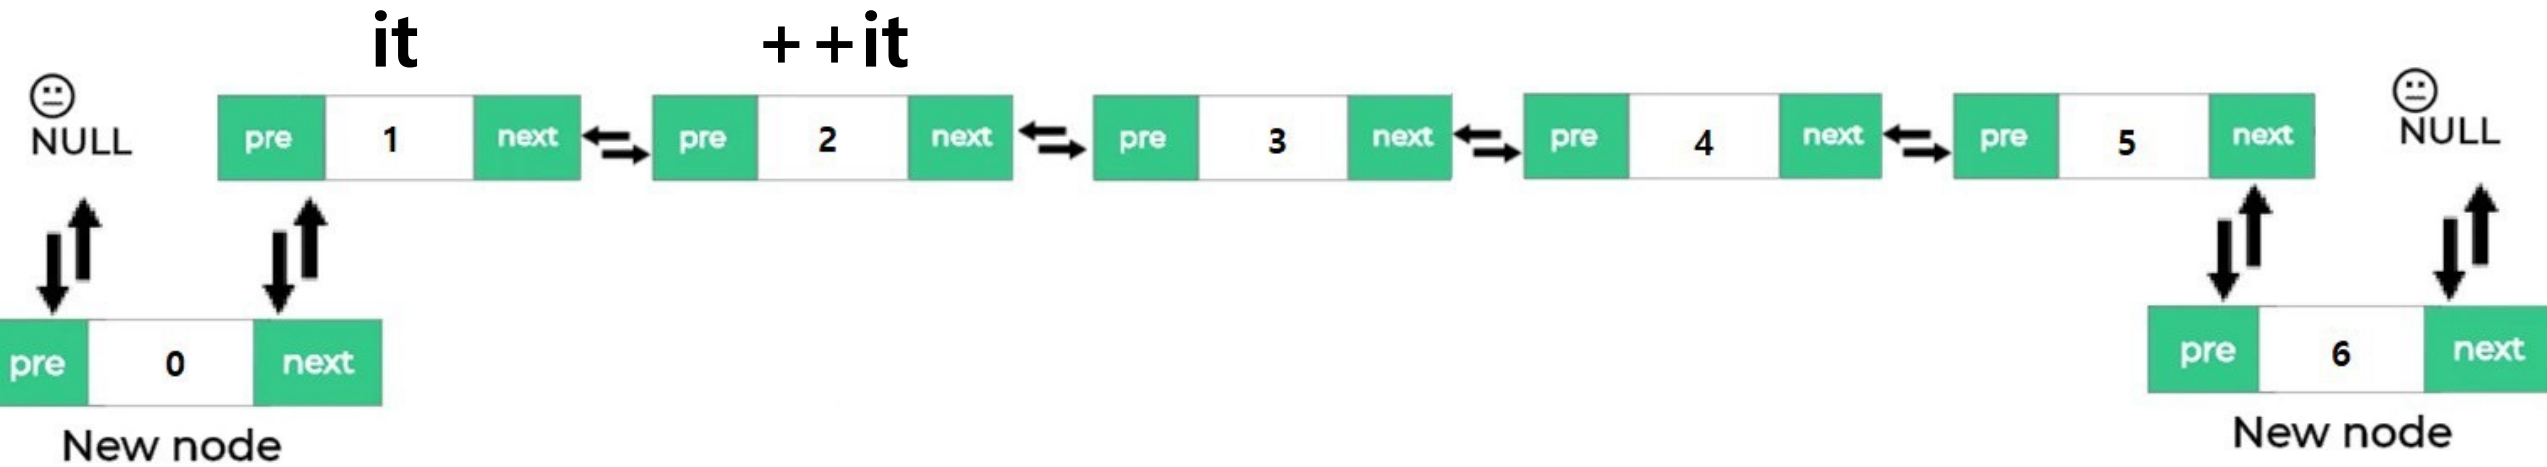 it ++it
NULL NULL
pre 1 next pre 2 next pre 3 next pre 4 next pre 5 next
pre 0 next pre 6 next
New node New node